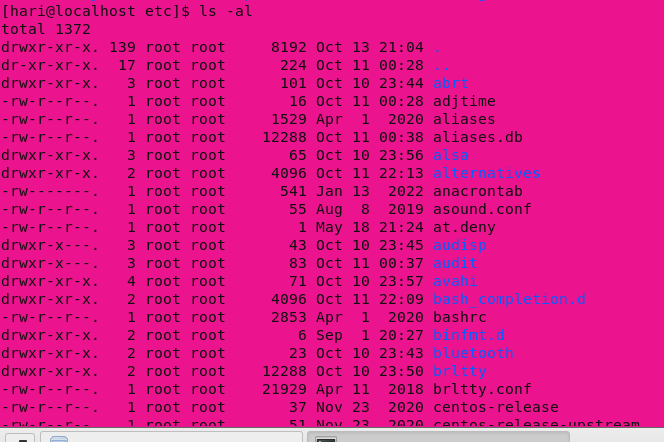 [hari@localhost etc]$ ls -al
total 1372
drwxr-xr-x. 139 root root     8192 Oct 13 21:04 .
dr-xr-xr-x.  17 root root      224 Oct 11 00:28 ..
drwxr-xr-x.   3 root root      101 Oct 10 23:44 abrt
-rw-r--r--.   1 root root       16 Oct 11 00:28 adjtime
-rw-r--r--.   1 root root     1529 Apr  1  2020 aliases
-rw-r--r--.   1 root root    12288 Oct 11 00:38 aliases.db
drwxr-xr-x.   3 root root       65 Oct 10 23:56 alsa
drwxr-xr-x.   2 root root     4096 Oct 11 22:13 alternatives
-rw-------.   1 root root      541 Jan 13  2022 anacrontab
-rw-r--r--.   1 root root       55 Aug  8  2019 asound.conf
-rw-r--r--.   1 root root        1 May 18 21:24 at.deny
drwxr-x---.   3 root root       43 Oct 10 23:45 audisp
drwxr-x---.   3 root root       83 Oct 11 00:37 audit
drwxr-xr-x.   4 root root       71 Oct 10 23:57 avahi
drwxr-xr-x.   2 root root     4096 Oct 11 22:09 bash_completion.d
-rw-r--r--.   1 root root     2853 Apr  1  2020 bashrc
drwxr-xr-x.   2 root root        6 Sep  1 20:27 binfmt.d
drwxr-xr-x.   2 root root       23 Oct 10 23:43 bluetooth
drwxr-xr-x.   2 root root    12288 Oct 10 23:50 brltty
-rw-r--r--.   1 root root    21929 Apr 11  2018 brltty.conf
-rw-r--r--.   1 root root       37 Nov 23  2020 centos-release
-rw-r--r--.   1 root root       51 Nov 23  2020 centos-release-upstream